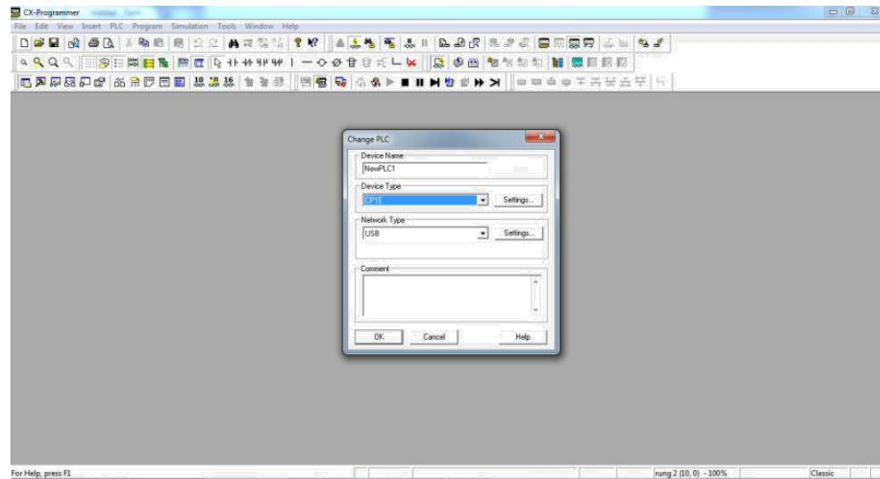 CX-Programmer
File Edit View Insert PLC Program Simulation Tools Window Help
10 16
Change PLC
Device Name
NewPLC1
Device Type
CP1E
Settings...
Network Type
USB
Settings...
Comment
OK Cancel Help
For Help, press F1
rung 2 (10, 0) - 100%
Classic